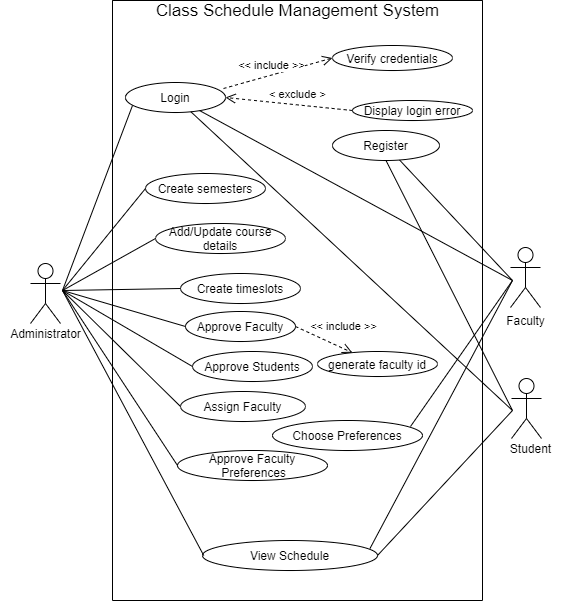 Class Schedule Management System
<< include >>
Verify credentials
Login
< exclude >
Display login error
Register
Create semesters
Add/Update course
details
Create timeslots
Administrator
Faculty
Approve Faculty
<< include >>
Approve Students
generate faculty id
Assign Faculty
Choose Preferences
Student
Approve Faculty
Preferences
View Schedule